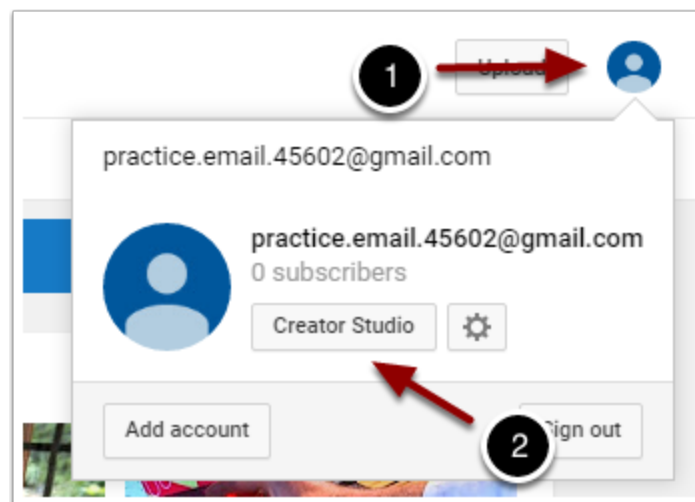 1
Upload
practice.email.45602@gmail.com
practice.email.45602@gmail.com
0 subscribers
Creator Studio
Add account
2
Sign out